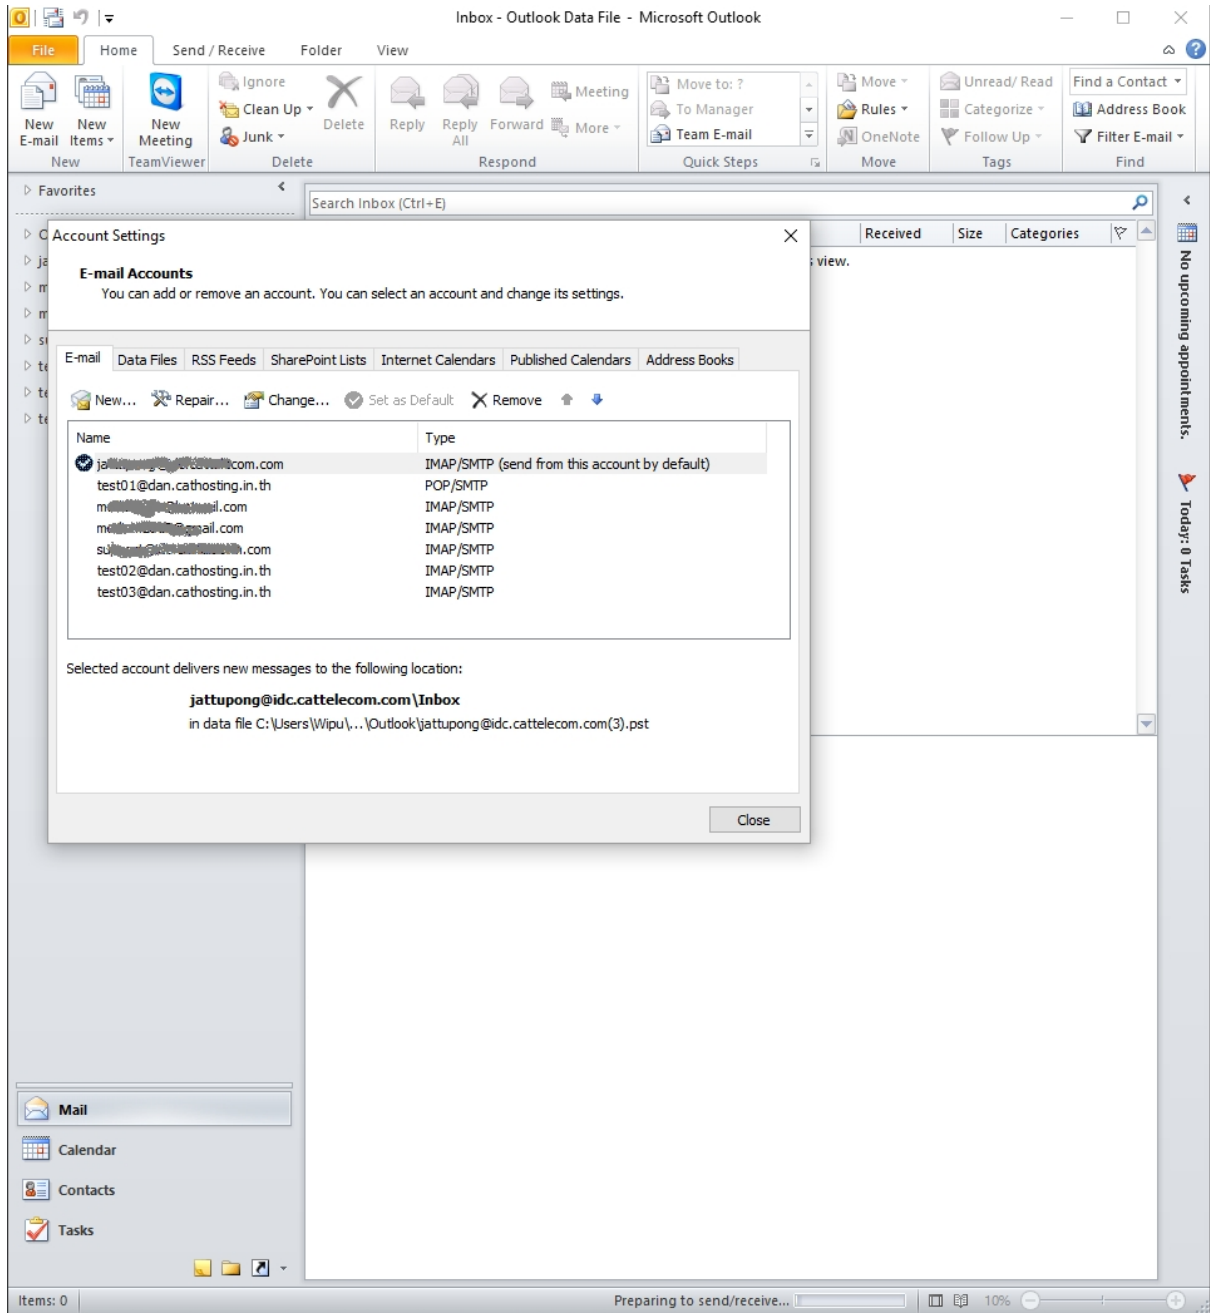 Inbox - Outlook Data File - Microsoft Outlook
File Home Send / Receive Folder View
New E-mail
New Items
New
New Meeting
TeamViewer
Ignore
Clean Up
Junk
Delete
Delete
Reply
Reply All
Forward
Meeting
More
Respond
Move to: ?
To Manager
Team E-mail
Quick Steps
Move
Rules
OneNote
Move
Unread/ Read
Categorize
Follow Up
Tags
Find a Contact
Address Book
Filter E-mail
Find
Favorites
Search Inbox (Ctrl+E)
Received Size Categories
view.
Account Settings
E-mail Accounts
You can add or remove an account. You can select an account and change its settings.
E-mail Data Files RSS Feeds SharePoint Lists Internet Calendars Published Calendars Address Books
New... Repair... Change... Set as Default Remove
Name Type
com.com IMAP/SMTP (send from this account by default)
test01@dan.cathosting.in.th POP/SMTP
il.com IMAP/SMTP
gmail.com IMAP/SMTP
.com IMAP/SMTP
test02@dan.cathosting.in.th IMAP/SMTP
test03@dan.cathosting.in.th IMAP/SMTP
Selected account delivers new messages to the following location:
jattupong@idc.cattelecom.com\Inbox
in data file C:\Users\Wipu\...\Outlook\jattupong@idc.cattelecom.com(3).pst
Close
No upcoming appointments.
Today: 0 Tasks
Mail
Calendar
Contacts
Tasks
Items: 0
Preparing to send/receive...
10%